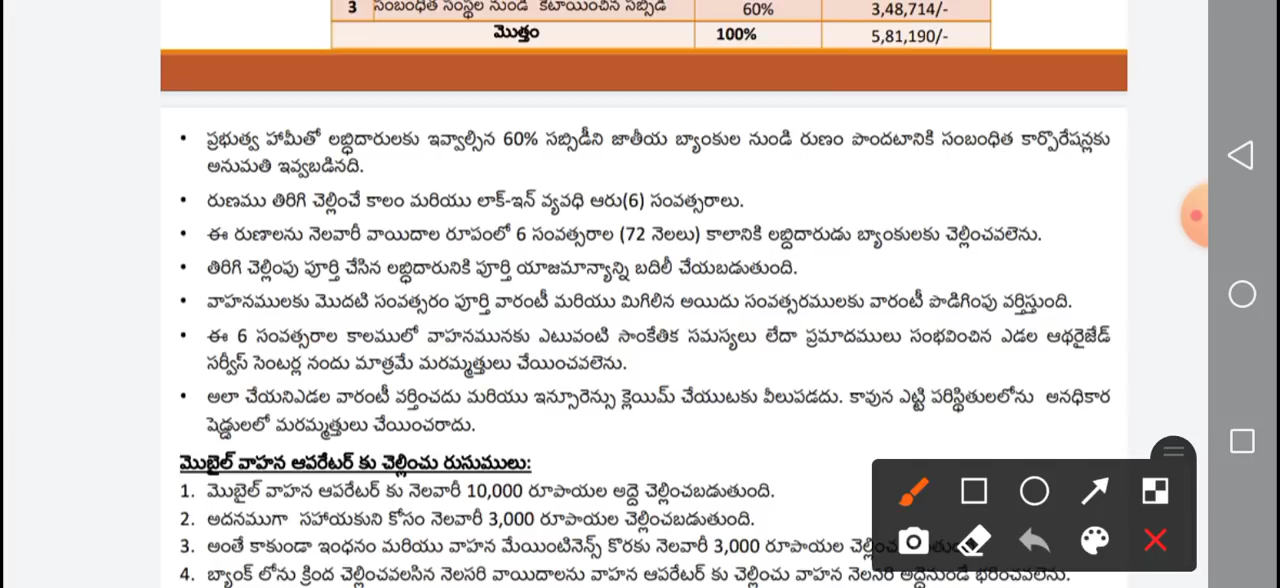 3 సంబంధిత సంస్థల నుండి కేటాయించిన సబ్సిడీ 60% 3,48,714/-
మొత్తం 100% 5,81,190/-
• ప్రభుత్వ హామీతో లబ్ధిదారులకు ఇవ్వాల్సిన 60% సబ్సిడీని జాతీయ బ్యాంకుల నుండి రుణం పొందటానికి సంబంధిత కార్పొరేషన్లకు
అనుమతి ఇవ్వబడినది.
• రుణము తిరిగి చెల్లించే కాలం మరియు లాక్-ఇన్ వ్యవధి ఆరు(6) సంవత్సరాలు.
• ఈ రుణాలను నెలవారీ వాయిదాల రూపంలో 6 సంవత్సరాల (72 నెలలు) కాలానికి లబ్దిదారుడు బ్యాంకులకు చెల్లించవలెను.
• తిరిగి చెల్లింపు పూర్తి చేసిన లబ్ధిదారునికి పూర్తి యాజమాన్యాన్ని బదిలీ చేయబడుతుంది.
• వాహనములకు మొదటి సంవత్సరం పూర్తి వారంటీ మరియు మిగిలిన అయిదు సంవత్సరములకు వారంటీ పొడిగింపు వర్తిస్తుంది.
• ఈ 6 సంవత్సరాల కాలములో వాహనమునకు ఎటువంటి సాంకేతిక సమస్యలు లేదా ప్రమాదములు సంభవించిన ఎడల ఆథరైజేడ్
సర్వీస్ సెంటర్ల నందు మాత్రమే మరమ్మత్తులు చేయించవలెను.
• అలా చేయనిఎడల వారంటీ వర్తించదు మరియు ఇన్సూరెన్సు క్లెయిమ్ చేయుటకు వీలుపడదు. కావున ఎట్టి పరిస్థితులలోను అనధికార
షెడ్డులలో మరమ్మత్తులు చేయించరాదు.
మొబైల్ వాహన ఆపరేటర్ కు చెల్లించు రుసుములు:
1. మొబైల్ వాహన ఆపరేటర్ కు నెలవారీ 10,000 రూపాయల అద్దె చెల్లించబడుతుంది.
2. అదనముగా సహాయకుని కోసం నెలవారీ 3,000 రూపాయల చెల్లించబడుతుంది.
3. అంతే కాకుండా ఇంధనం మరియు వాహన మేయింటినెన్స్ కొరకు నెలవారీ 3,000 రూపాయల
4. బ్యాంక్ లోను క్రింద చెల్లించవలసిన నెలసరి వాయిదాలను వాహన ఆపరేటర్ కు చెల్లించు వాహన నెలసరి అద్దెనుండే భరించవలెను.